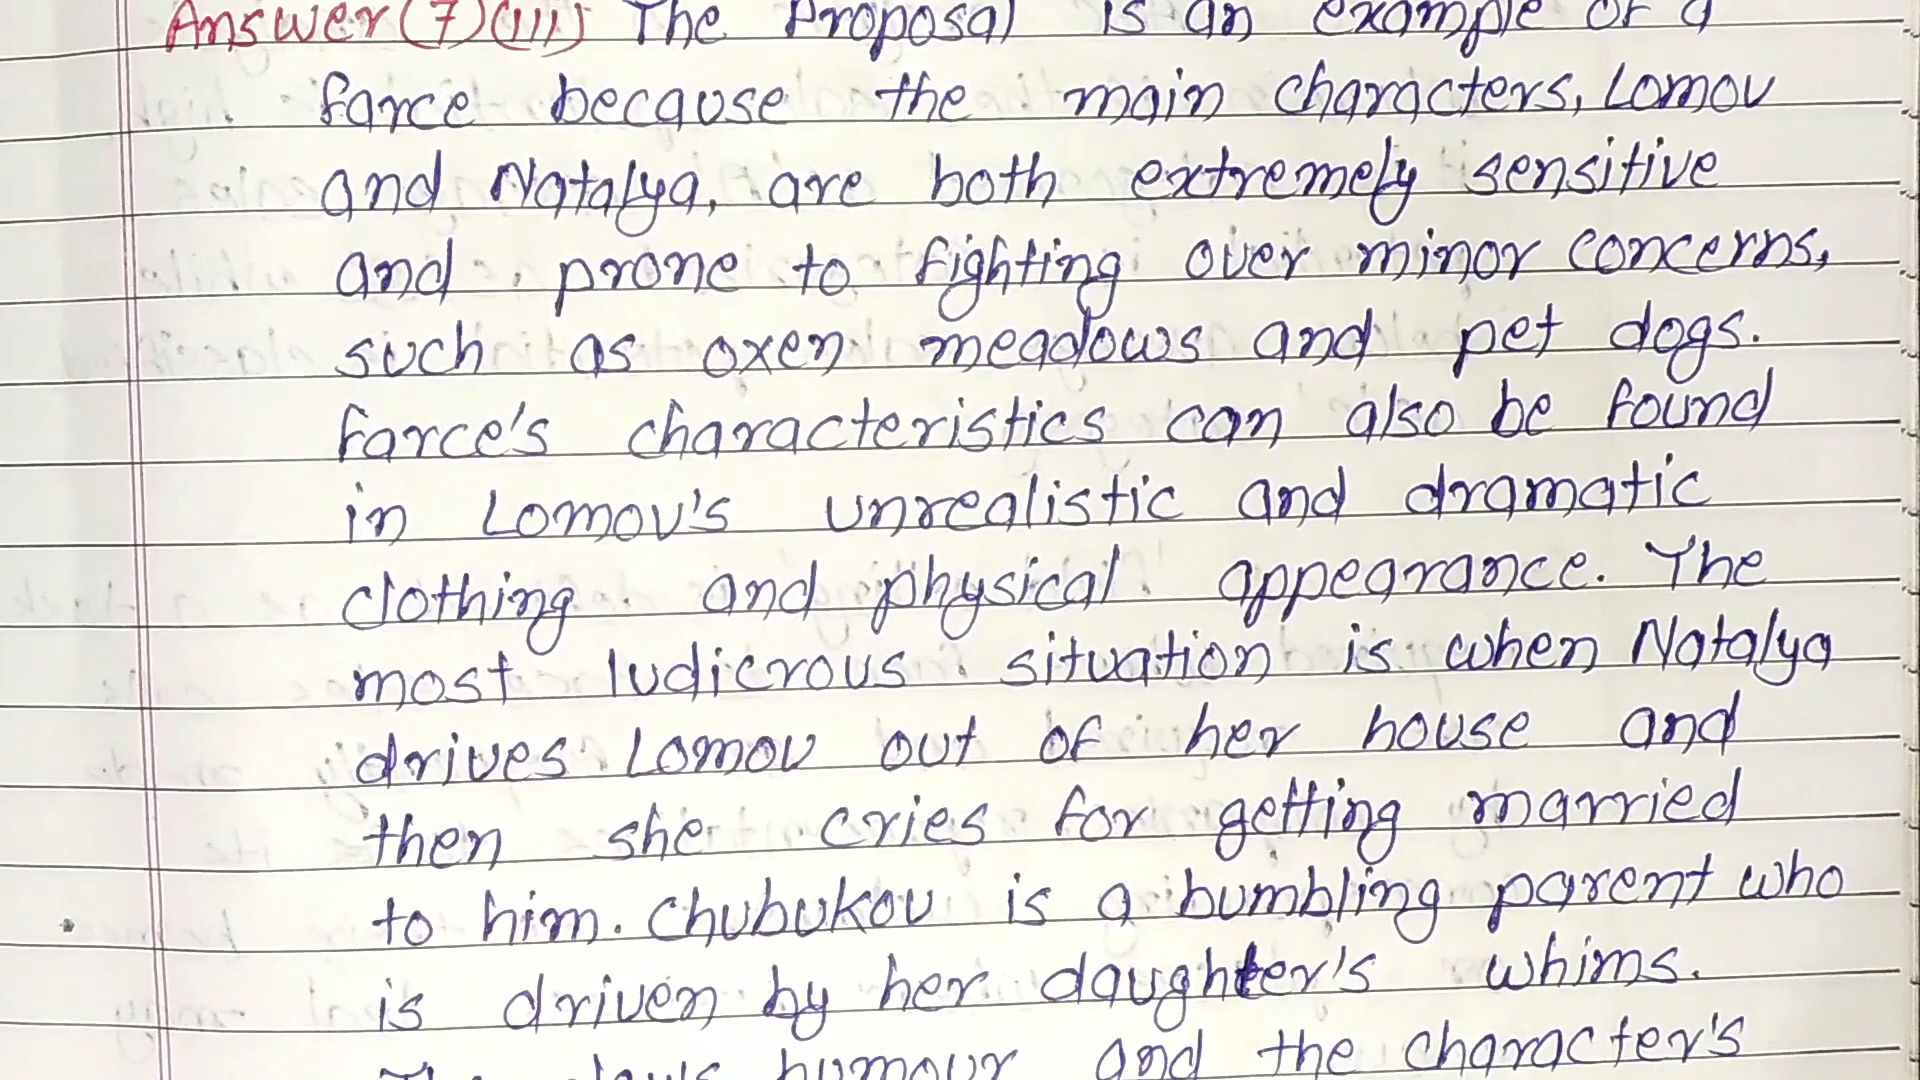 Answer (7)(iii) The Proposal is an example of a
farce because the main characters, Lomov
and Natalya, are both extremely sensitive
and prone to fighting over minor concerns,
such as oxen meadows and pet dogs.
farce's characteristics can also be found
in Lomov's unrealistic and dramatic
clothing and physical appearance. The
most ludicrous situation is when Natalya
drives Lomov out of her house and
then she cries for getting married
to him. Chubukov is a bumbling parent who
is driven by her daughter's whims.
humour and the character's